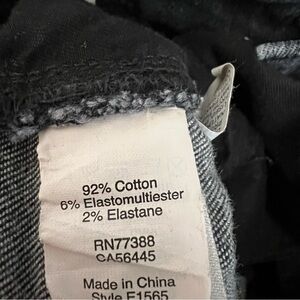 92% Cotton
6% Elastomultiester
2% Elastane
RN77388
CA56445
Made in China
Style F1565